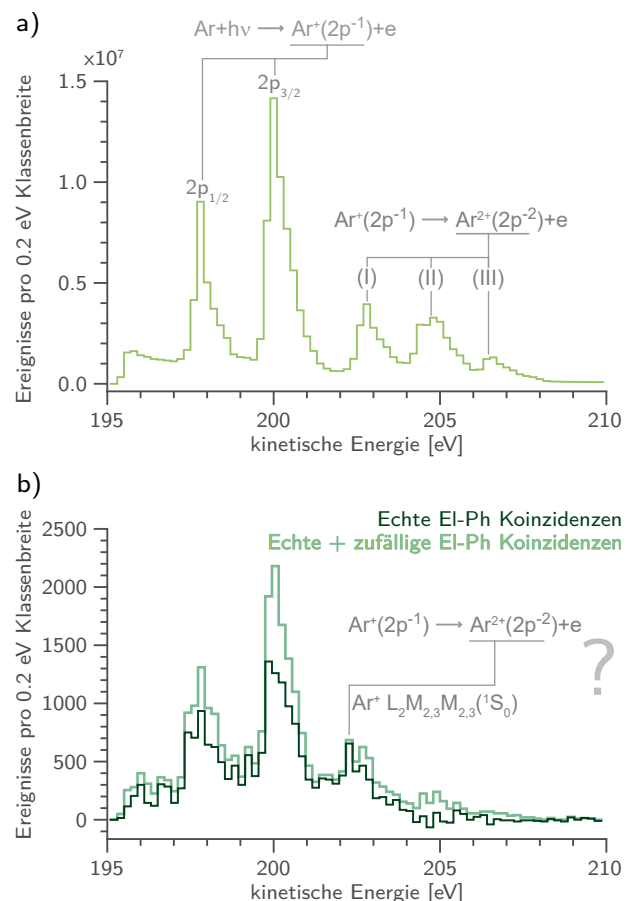 a)
Ar+hν → Ar⁺(2p⁻¹)+e
×10⁷
2p₃/₂
2p₁/₂
Ar⁺(2p⁻¹) → Ar²⁺(2p⁻²)+e
(I) (II) (III)
1.5
1.0
0.5
0.0
Ereignisse pro 0.2 eV Klassenbreite
195 200 205 210
kinetische Energie [eV]
b)
Echte El-Ph Koinzidenzen
Echte + zufällige El-Ph Koinzidenzen
Ar⁺(2p⁻¹) → Ar²⁺(2p⁻²)+e
?
Ar⁺ L₂M₂,₃M₂,₃(¹S₀)
2500
2000
1500
1000
500
0
Ereignisse pro 0.2 eV Klassenbreite
195 200 205 210
kinetische Energie [eV]